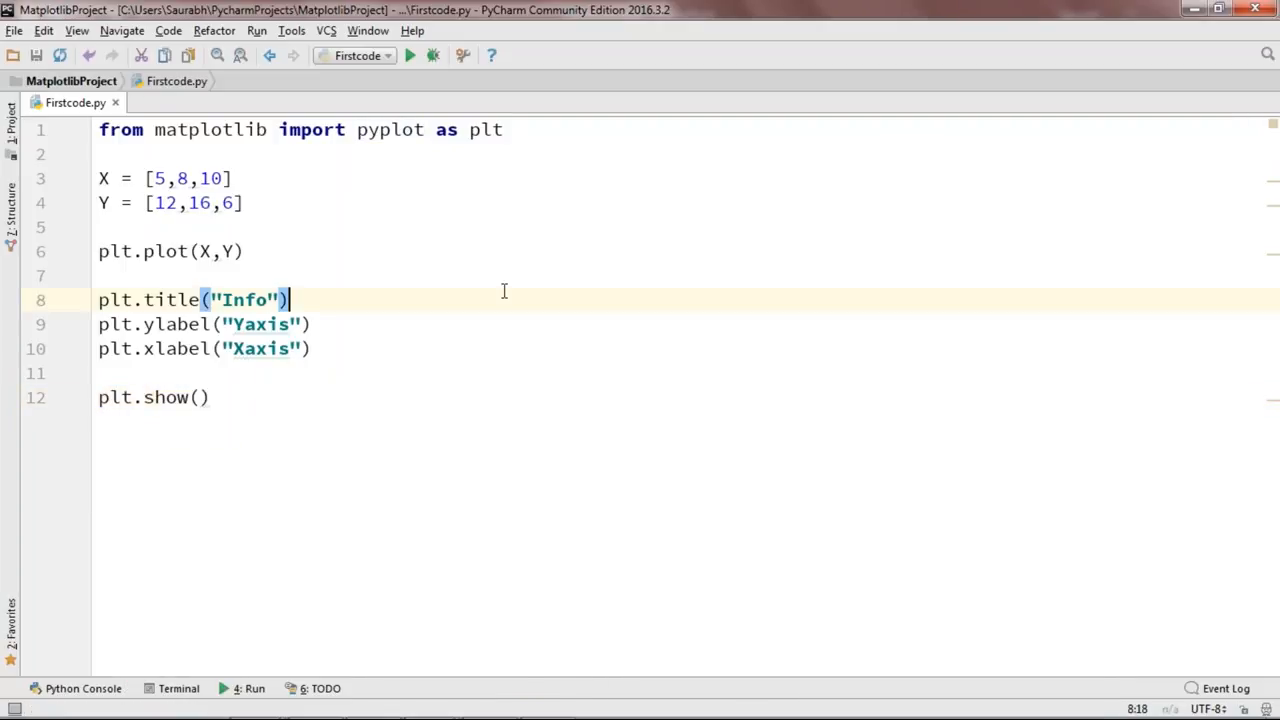 MatplotlibProject - [C:\Users\Saurabh\PycharmProjects\MatplotlibProject] - ...\Firstcode.py - PyCharm Community Edition 2016.3.2
File Edit View Navigate Code Refactor Run Tools VCS Window Help
Firstcode
MatplotlibProject Firstcode.py
Firstcode.py
1: Project
Z: Structure
2: Favorites
1 from matplotlib import pyplot as plt
2
3 X = [5,8,10]
4 Y = [12,16,6]
5
6 plt.plot(X,Y)
7
8 plt.title("Info")
9 plt.ylabel("Yaxis")
10 plt.xlabel("Xaxis")
11
12 plt.show()
Python Console Terminal 4: Run 6: TODO Event Log
8:18 n/a UTF-8